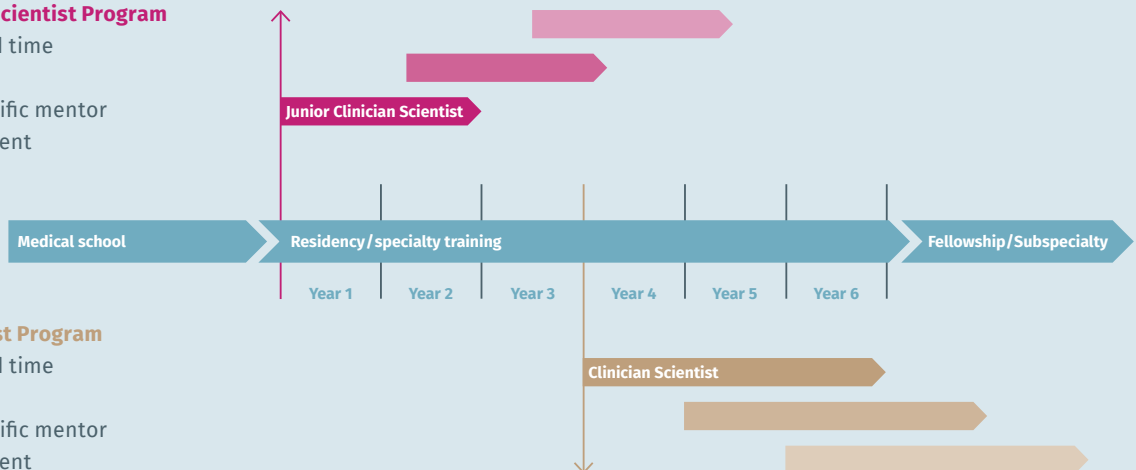 cientist Program
time
ific mentor
ent
Junior Clinician Scientist
Medical school
Residency/specialty training
Fellowship/Subspecialty
Year 1
Year 2
Year 3
Year 4
Year 5
Year 6
st Program
time
ific mentor
ent
Clinician Scientist